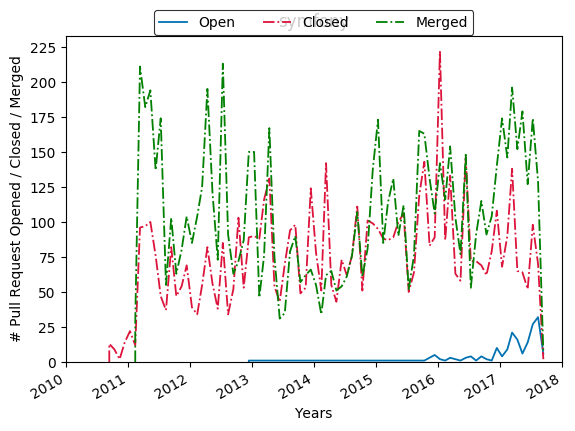 symfony
Open Closed Merged
# Pull Request Opened / Closed / Merged
225
200
175
150
125
100
75
50
25
0
2010 2011 2012 2013 2014 2015 2016 2017 2018
Years